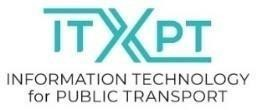 ITXPT
INFORMATION TECHNOLOGY
for PUBLIC TRANSPORT